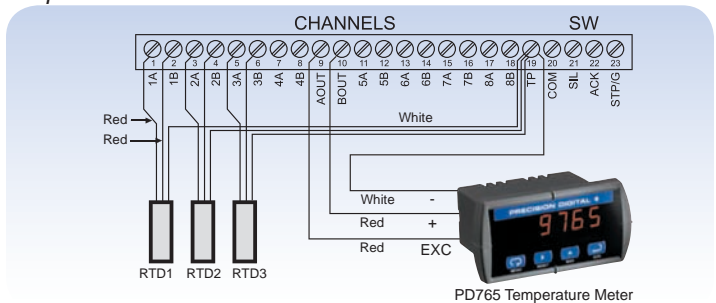 CHANNELS SW
1 2 3 4 5 6 7 8 9 10 11 12 13 14 15 16 17 18 19 20 21 22 23
1A 1B 2A 2B 3A 3B 4A 4B AOUT BOUT 5A 5B 6A 6B 7A 7B 8A 8B TP COM SIL ACK STP/G
Red
White
Red
White -
Red +
Red EXC
PRECISION DIGITAL
9765
RTD1 RTD2 RTD3
PD765 Temperature Meter